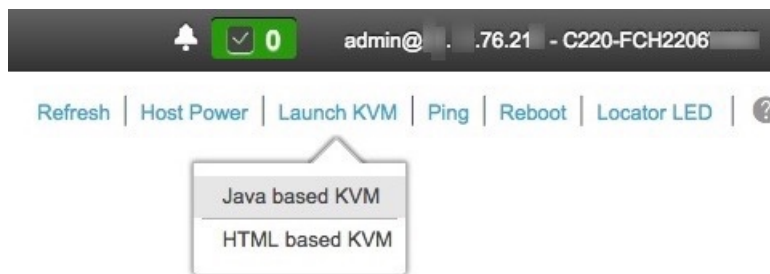 0 admin@ . .76.21 - C220-FCH2206
Refresh | Host Power | Launch KVM | Ping | Reboot | Locator LED | ?
Java based KVM
HTML based KVM